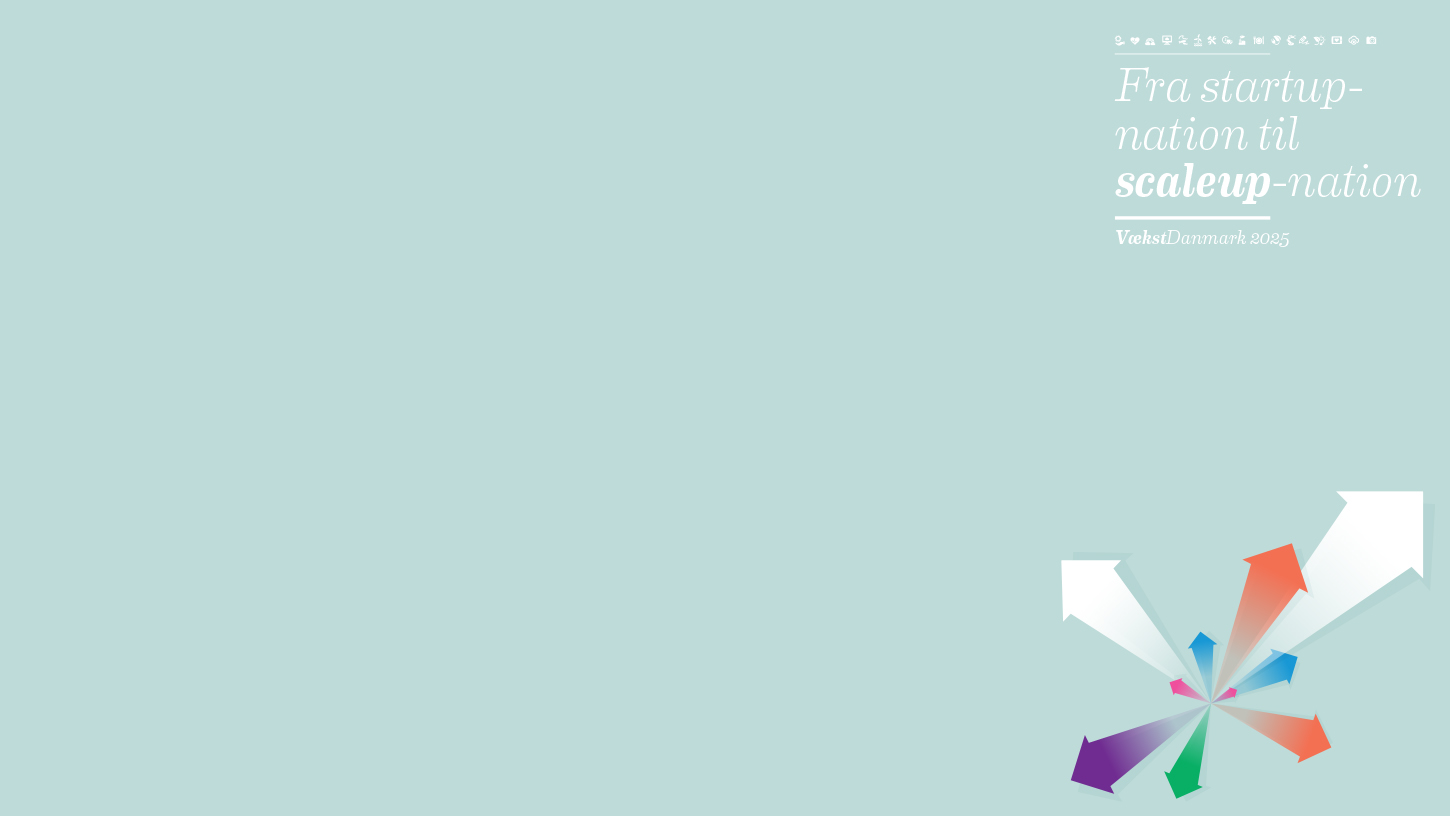 Fra startup-
nation til
scaleup-nation
VækstDanmark 2025